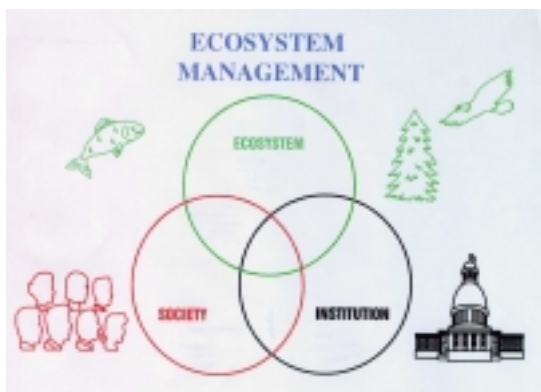 ECOSYSTEM
MANAGEMENT
ECOSYSTEM
SOCIETY
INSTITUTION